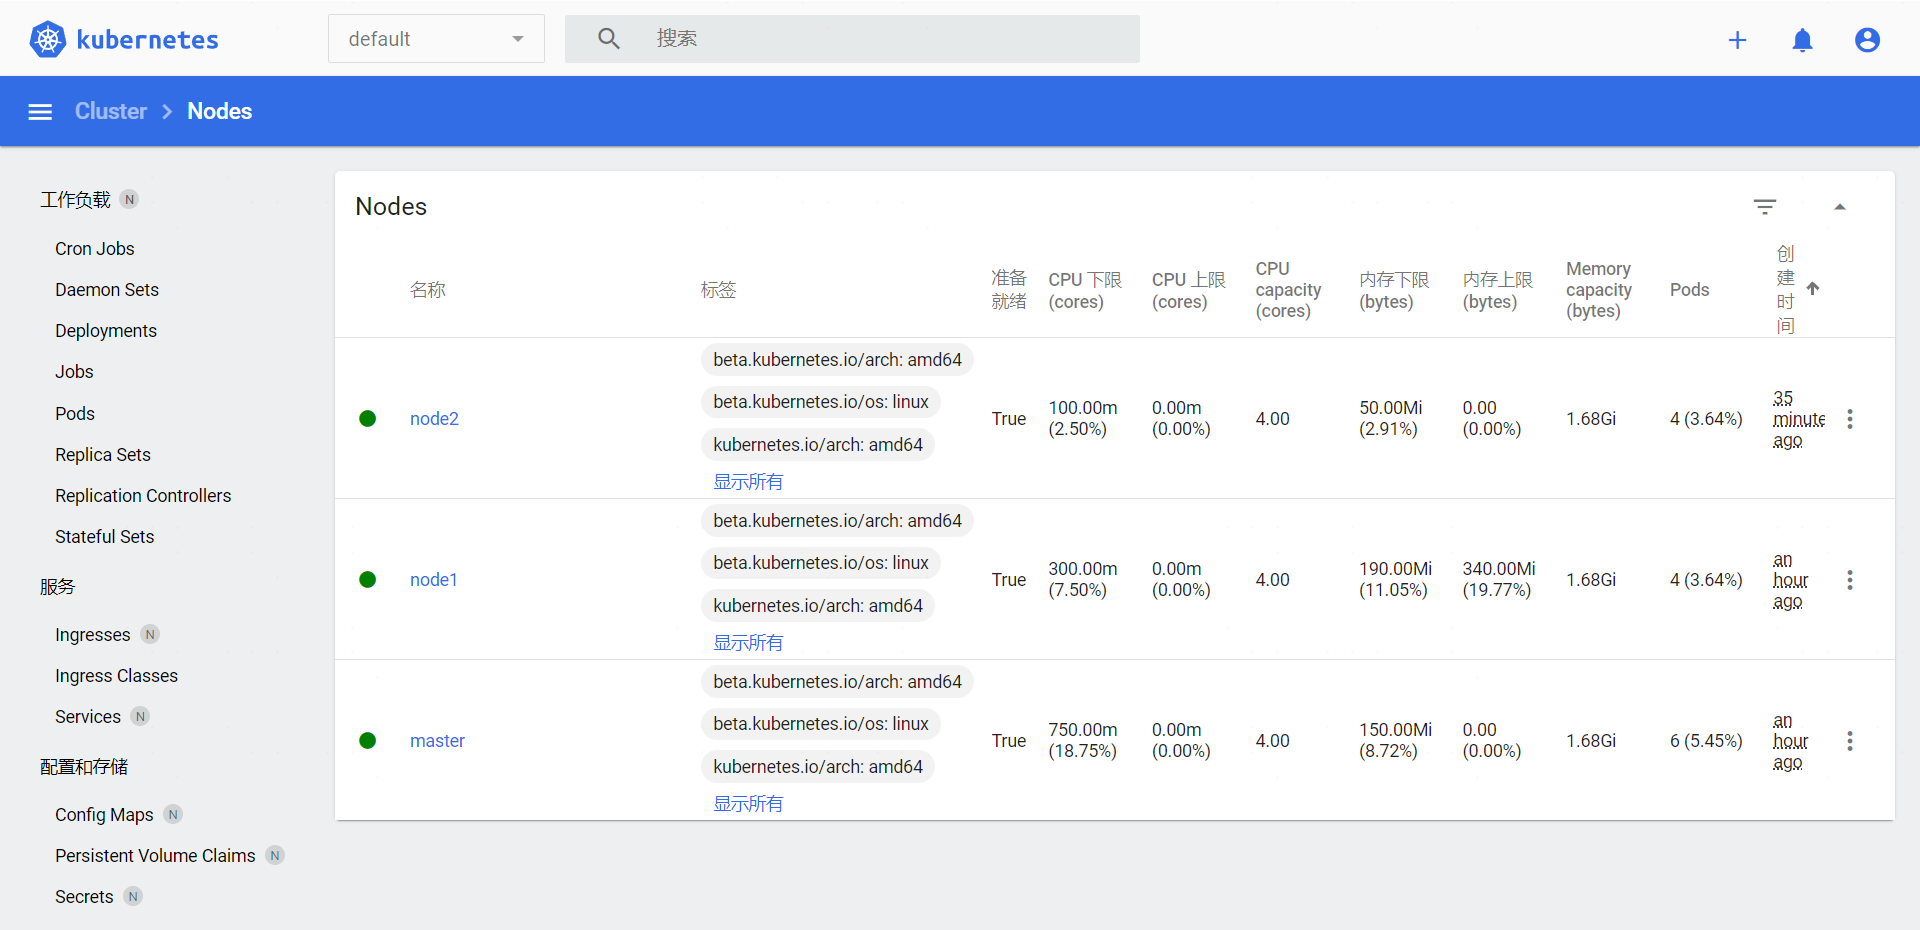 kubernetes
default
搜索
Cluster
Nodes
工作负载 N
Cron Jobs
Daemon Sets
Deployments
Jobs
Pods
Replica Sets
Replication Controllers
Stateful Sets
服务
Ingresses N
Ingress Classes
Services N
配置和存储
Config Maps N
Persistent Volume Claims N
Secrets N
Nodes
名称
标签
准备
就绪
CPU 下限
(cores)
CPU 上限
(cores)
CPU
capacity
(cores)
内存下限
(bytes)
内存上限
(bytes)
Memory
capacity
(bytes)
Pods
创
建
时
间
node2
beta.kubernetes.io/arch: amd64
beta.kubernetes.io/os: linux
kubernetes.io/arch: amd64
显示所有
True
100.00m
(2.50%)
0.00m
(0.00%)
4.00
50.00Mi
(2.91%)
0.00
(0.00%)
1.68Gi
4 (3.64%)
35
minute
ago
node1
beta.kubernetes.io/arch: amd64
beta.kubernetes.io/os: linux
kubernetes.io/arch: amd64
显示所有
True
300.00m
(7.50%)
0.00m
(0.00%)
4.00
190.00Mi
(11.05%)
340.00Mi
(19.77%)
1.68Gi
4 (3.64%)
an
hour
ago
master
beta.kubernetes.io/arch: amd64
beta.kubernetes.io/os: linux
kubernetes.io/arch: amd64
显示所有
True
750.00m
(18.75%)
0.00m
(0.00%)
4.00
150.00Mi
(8.72%)
0.00
(0.00%)
1.68Gi
6 (5.45%)
an
hour
ago